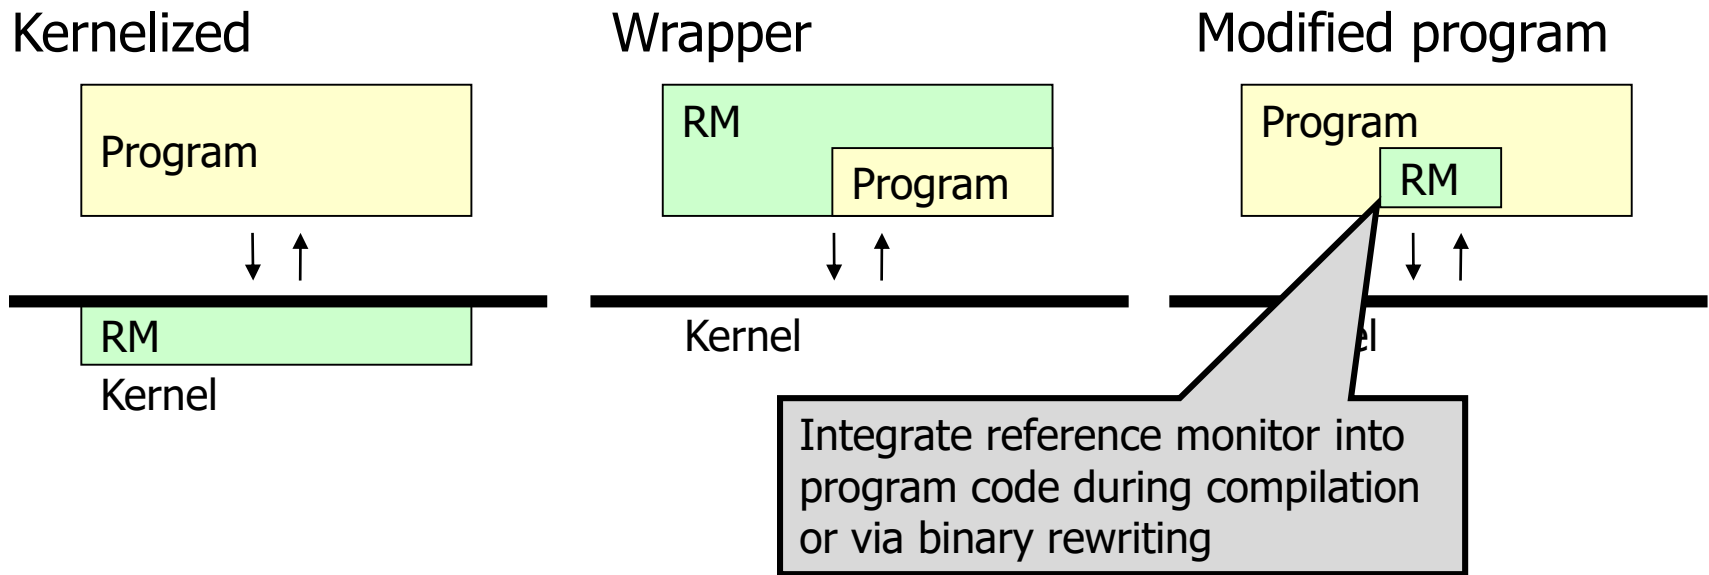 Kernelized
Program
RM
Kernel
Wrapper
RM
Program
Kernel
Modified program
Program
RM
el
Integrate reference monitor into
program code during compilation
or via binary rewriting